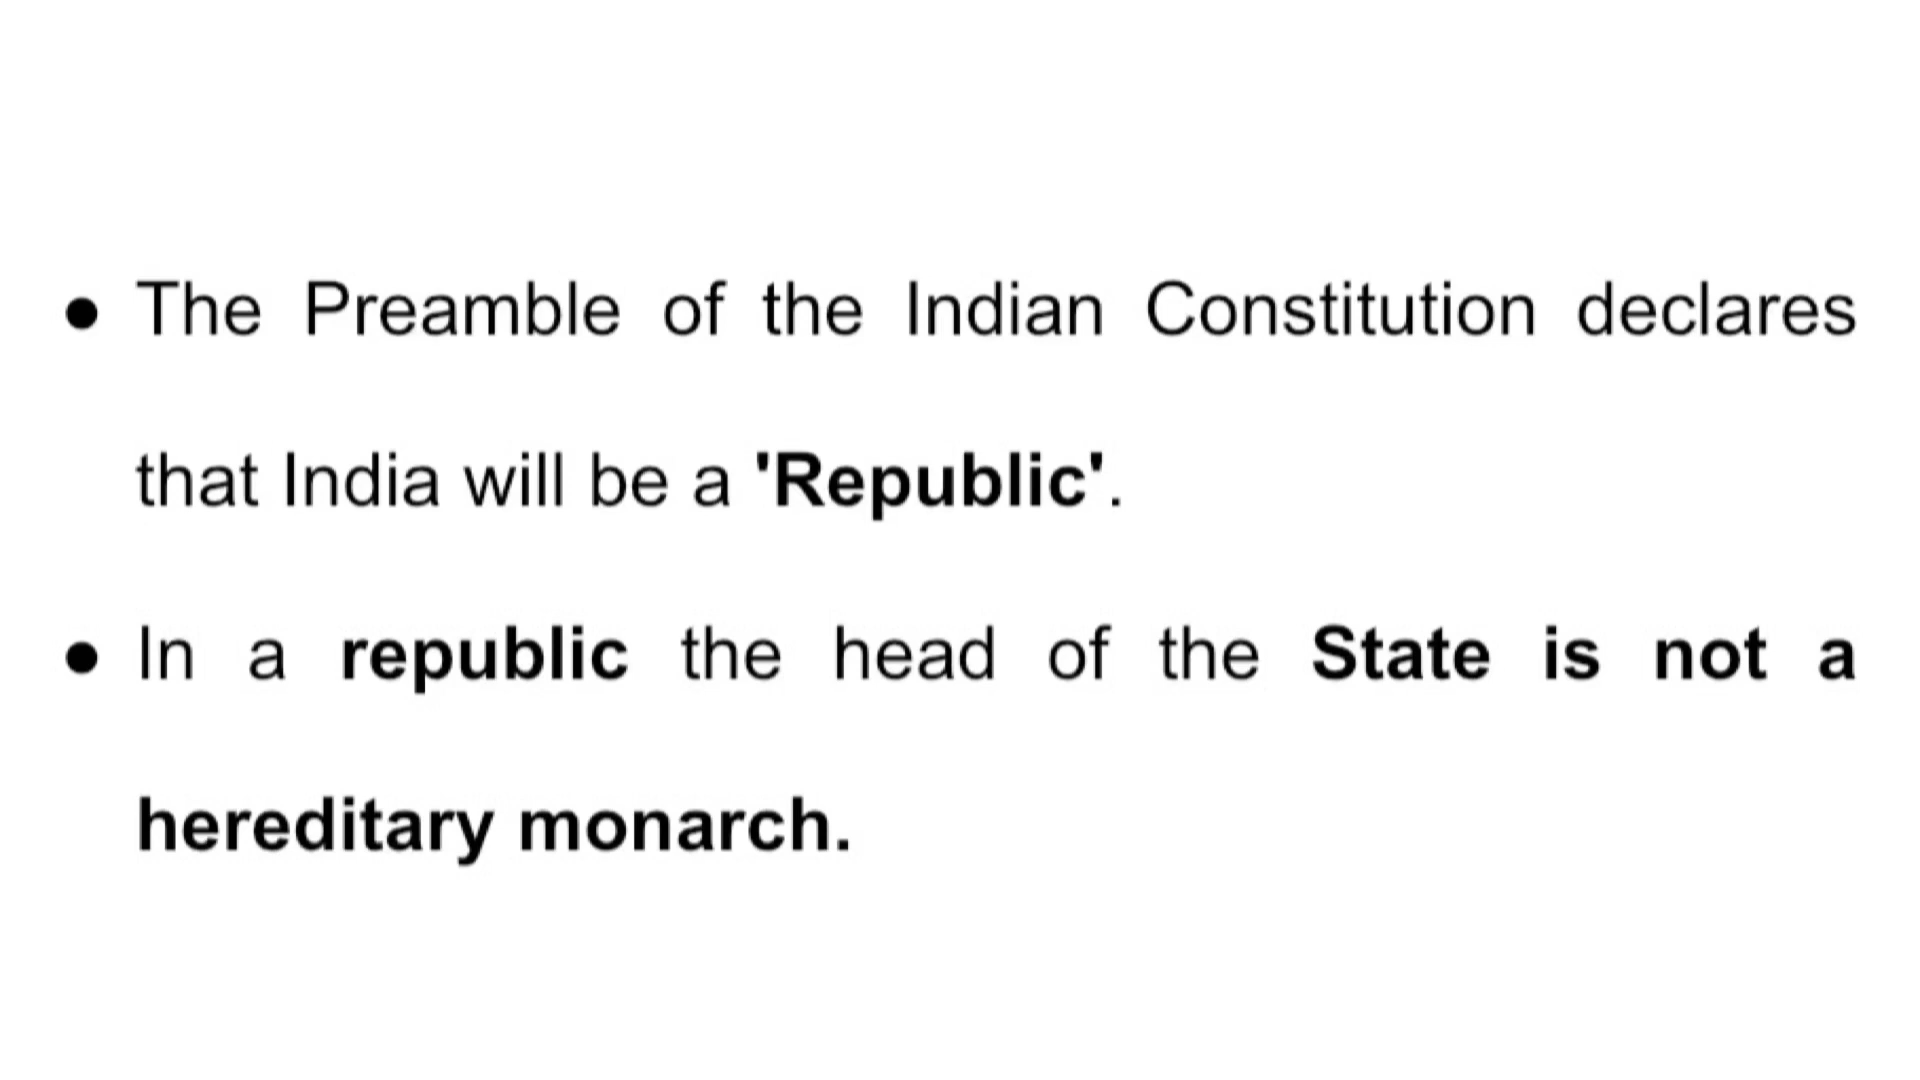 ● The Preamble of the Indian Constitution declares
that India will be a 'Republic'.
● In a republic the head of the State is not a
hereditary monarch.